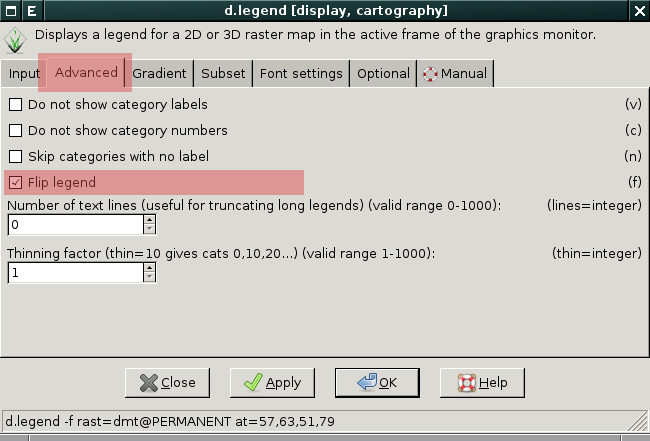 E d.legend [display, cartography]
Displays a legend for a 2D or 3D raster map in the active frame of the graphics monitor.
Input Advanced Gradient Subset Font settings Optional Manual
Do not show category labels (v)
Do not show category numbers (c)
Skip categories with no label (n)
Flip legend (f)
Number of text lines (useful for truncating long legends) (valid range 0-1000): (lines=integer)
0
Thinning factor (thin=10 gives cats 0,10,20...) (valid range 1-1000): (thin=integer)
1
Close Apply OK Help
d.legend -f rast=dmt@PERMANENT at=57,63,51,79